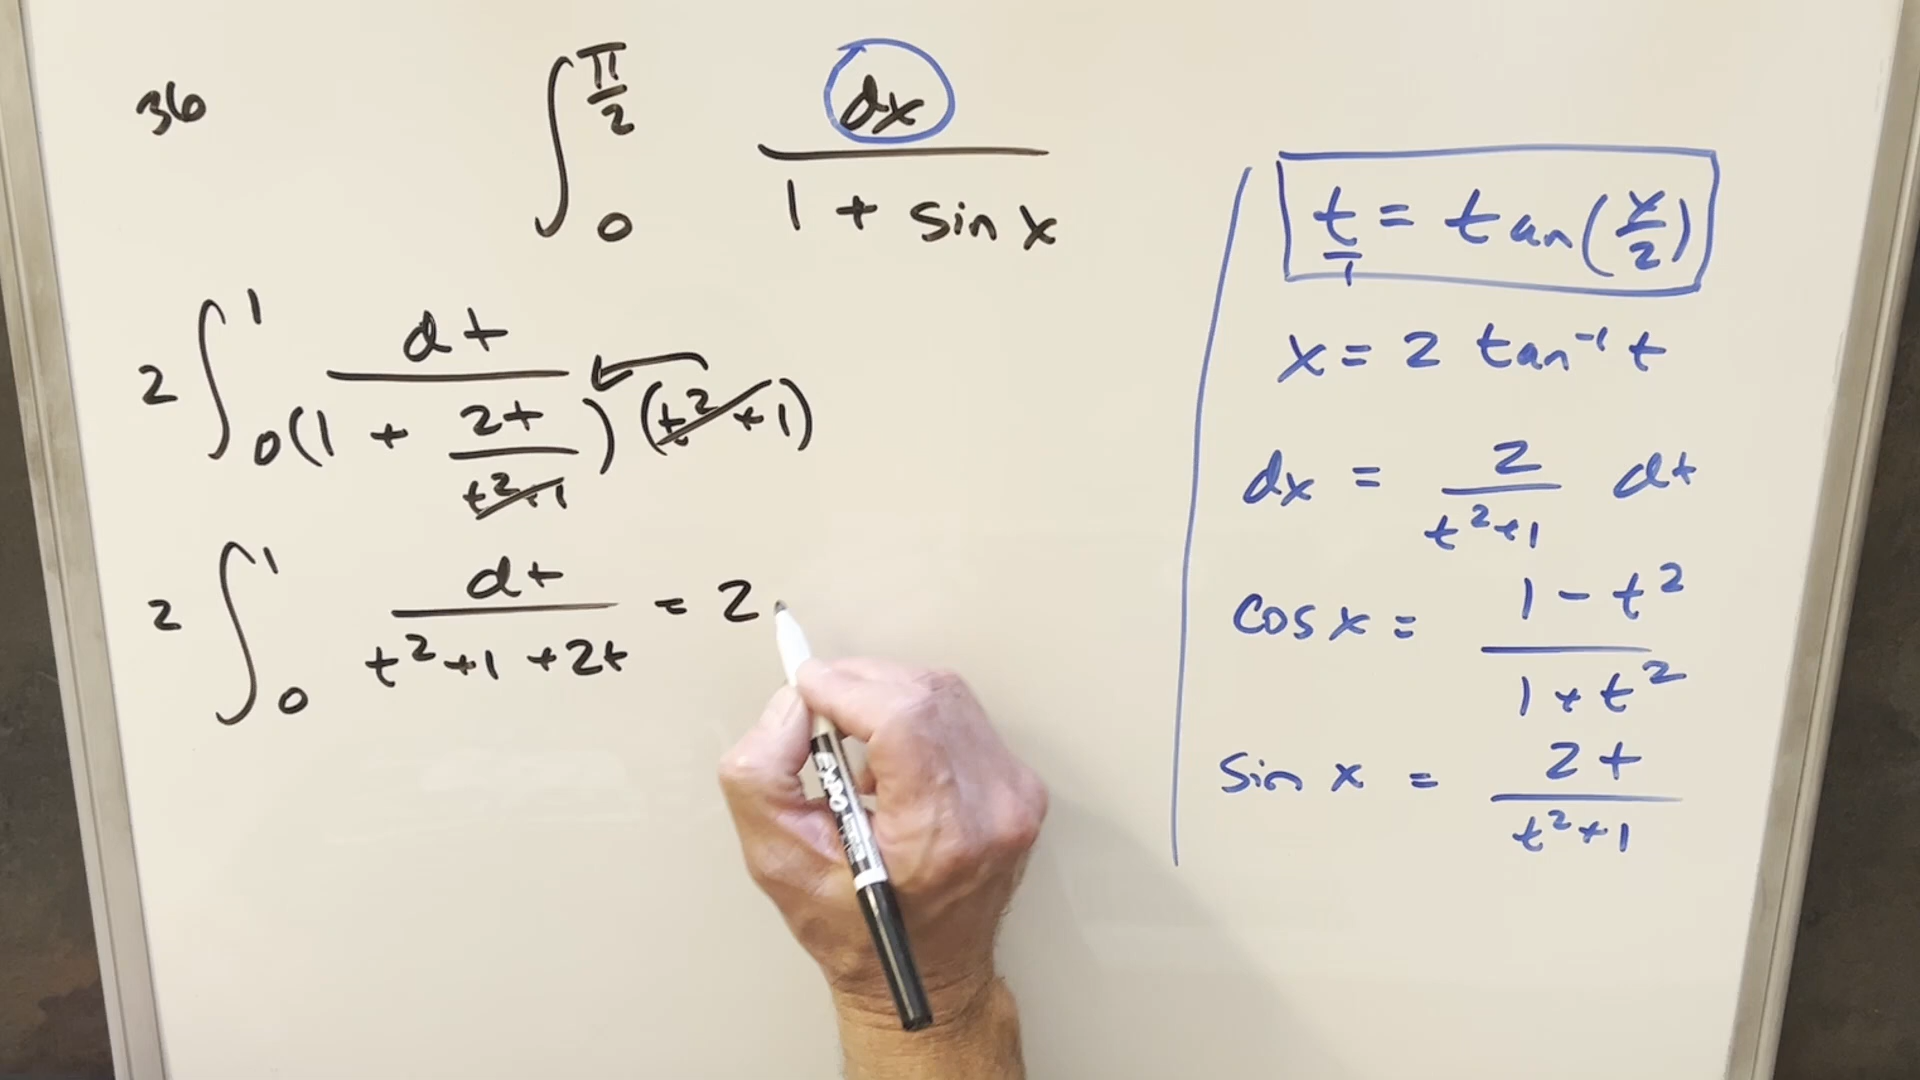 36
∫₀^(π/2) dx / (1 + sin x)
2 ∫₀¹ dt / (1 + 2t/(t²+1)) (t²+1)
2 ∫₀¹ dt / (t²+1+2t) = 2
t/1 = tan(x/2)
x = 2 tan⁻¹ t
dx = 2/(t²+1) dt
cos x = (1-t²)/(1+t²)
sin x = 2t/(t²+1)
EXPO